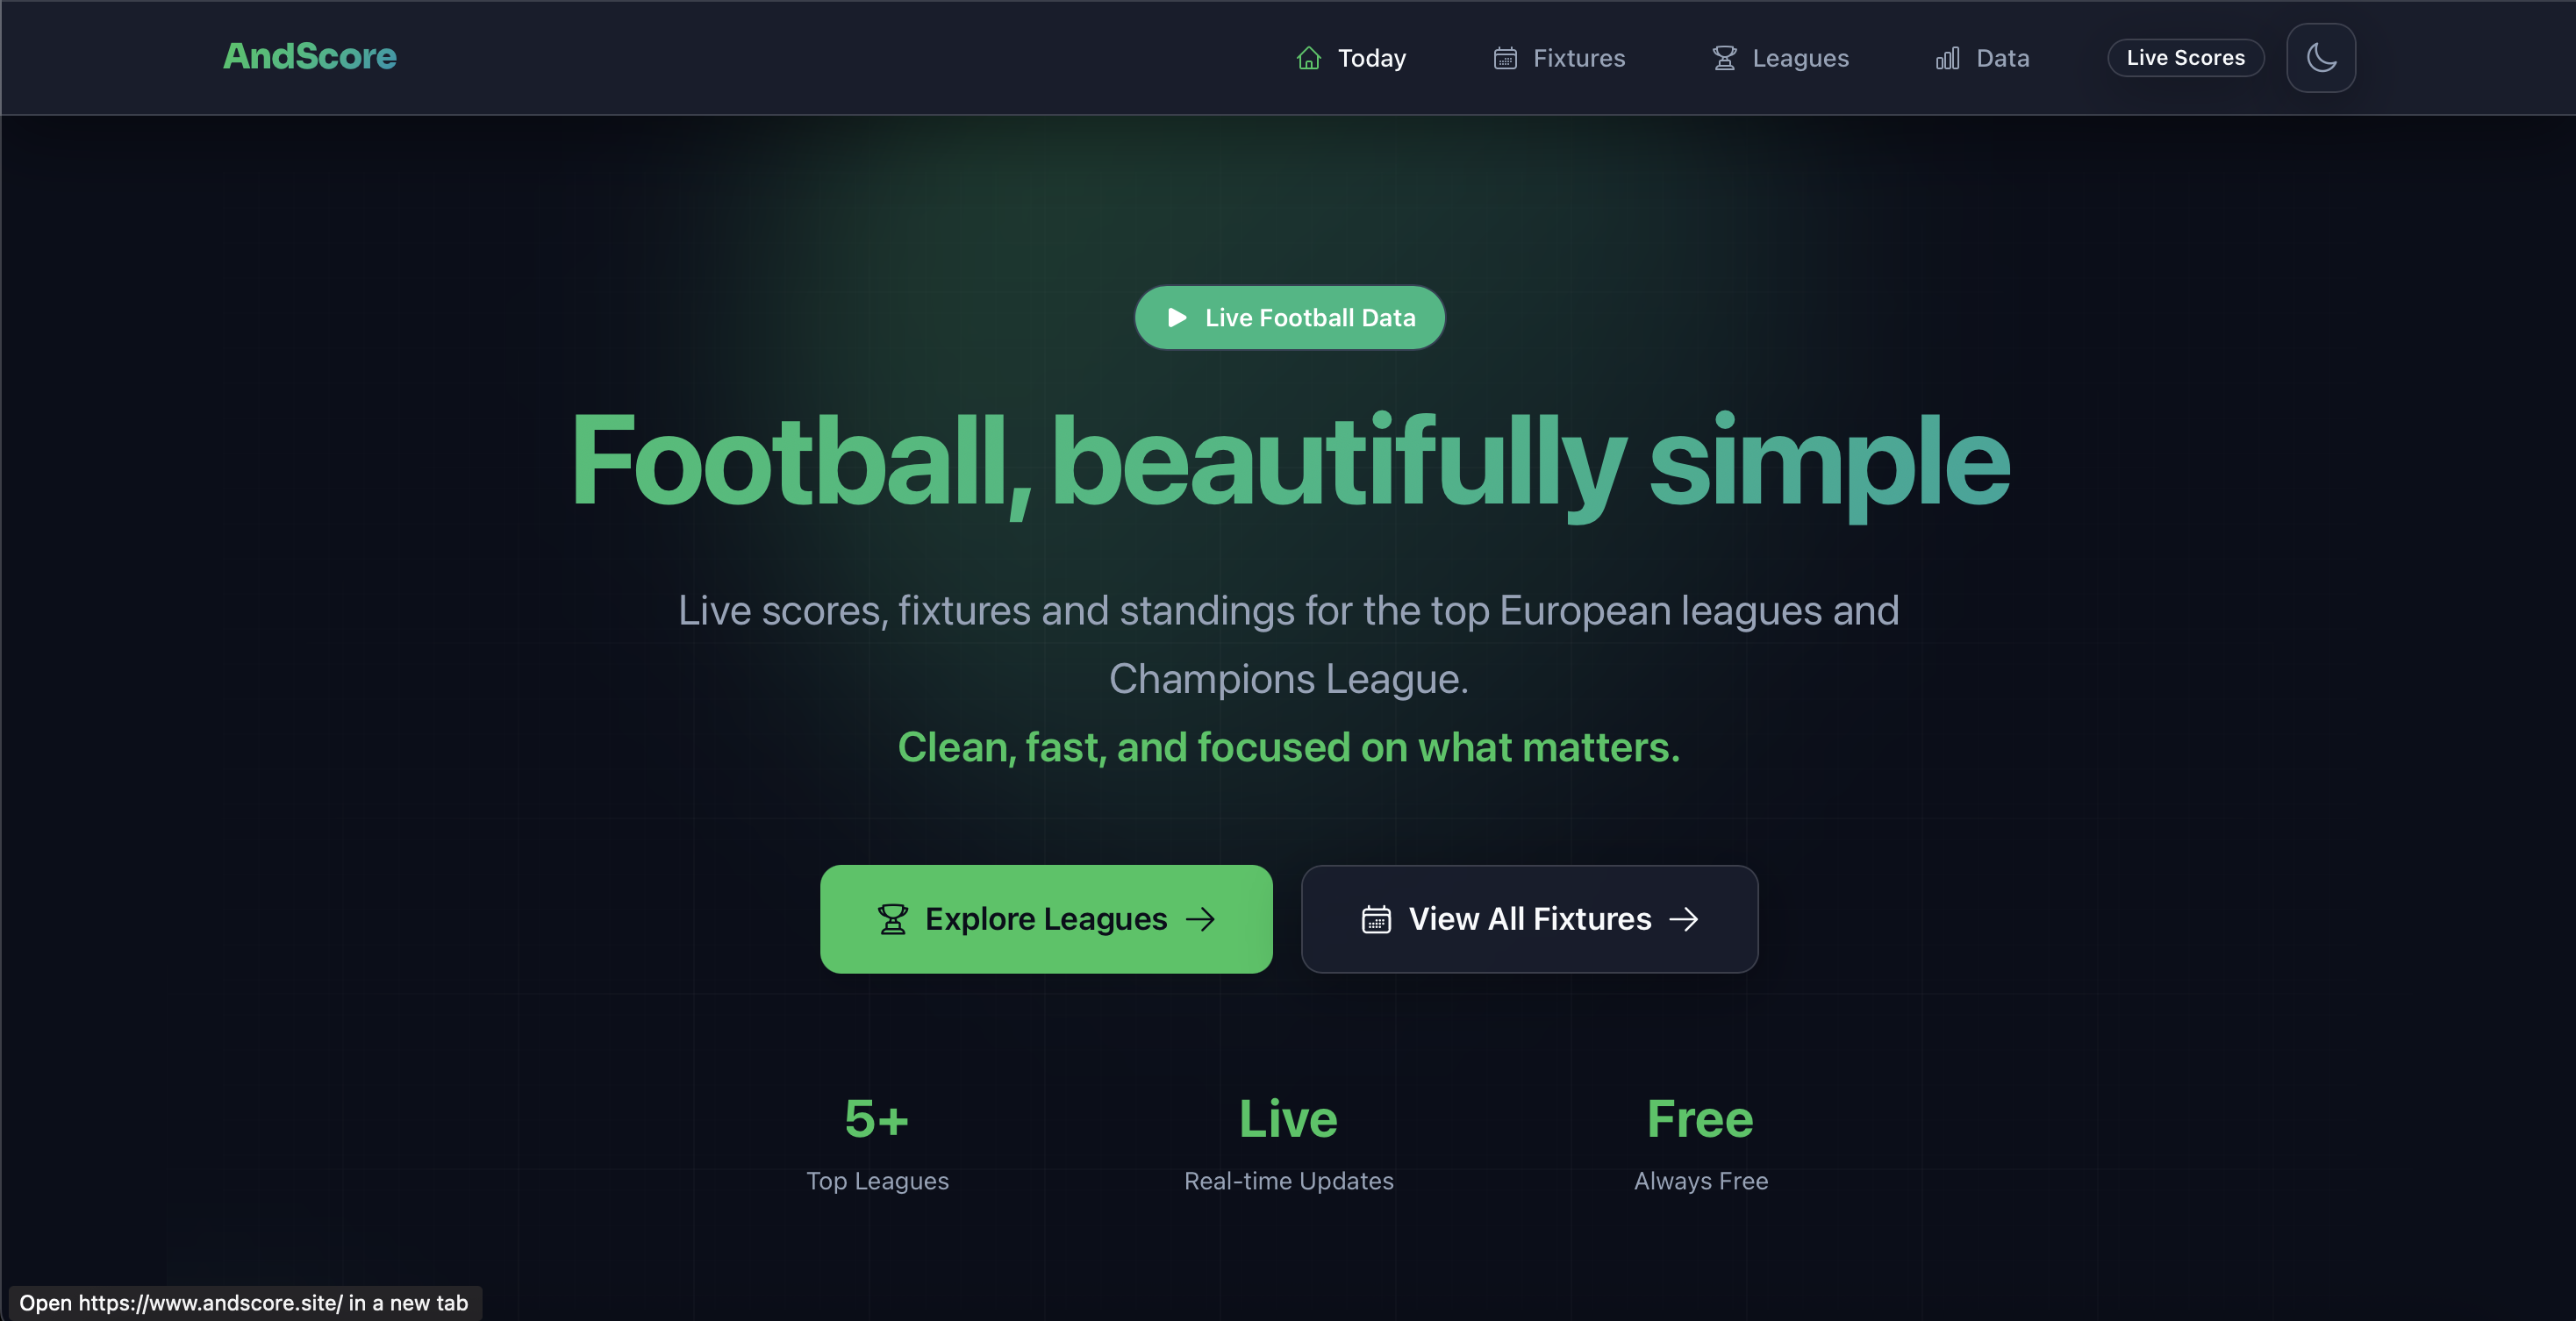 AndScore
Today
Fixtures
Leagues
Data
Live Scores
Live Football Data
Football, beautifully simple
Live scores, fixtures and standings for the top European leagues and
Champions League.
Clean, fast, and focused on what matters.
Explore Leagues
View All Fixtures
5+
Top Leagues
Live
Real-time Updates
Free
Always Free
Open https://www.andscore.site/ in a new tab